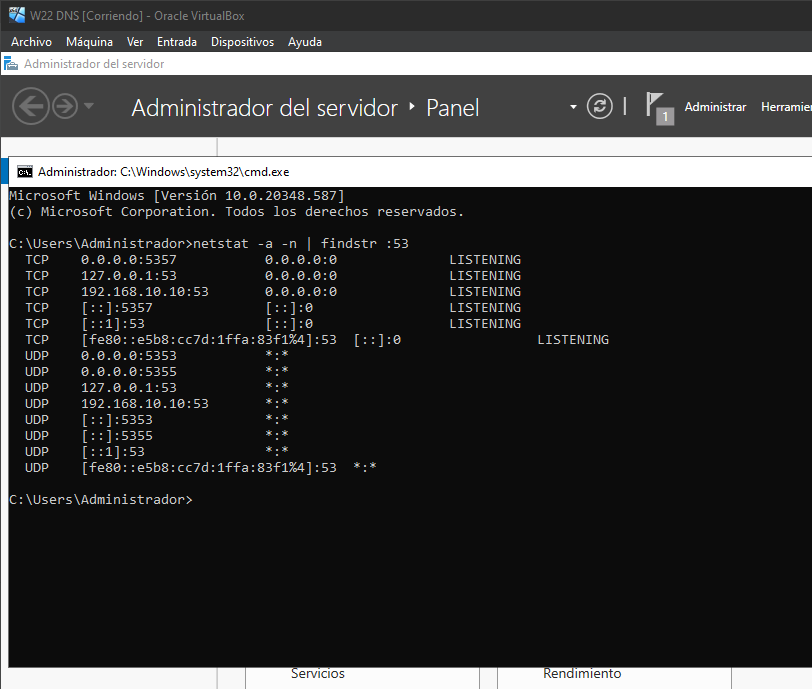 W22 DNS [Corriendo] - Oracle VirtualBox
Archivo Máquina Ver Entrada Dispositivos Ayuda
Administrador del servidor
Administrador del servidor ‣ Panel
1
Administrar
Administrador: C:\Windows\system32\cmd.exe
Microsoft Windows [Versión 10.0.20348.587]
(c) Microsoft Corporation. Todos los derechos reservados.
C:\Users\Administrador>netstat -a -n | findstr :53
TCP 0.0.0.0:5357 0.0.0.0:0 LISTENING
TCP 127.0.0.1:53 0.0.0.0:0 LISTENING
TCP 192.168.10.10:53 0.0.0.0:0 LISTENING
TCP [::]:5357 [::]:0 LISTENING
TCP [::1]:53 [::]:0 LISTENING
TCP [fe80::e5b8:cc7d:1ffa:83f1%4]:53 [::]:0 LISTENING
UDP 0.0.0.0:5353 *:*
UDP 0.0.0.0:5355 *:*
UDP 127.0.0.1:53 *:*
UDP 192.168.10.10:53 *:*
UDP [::]:5353 *:*
UDP [::]:5355 *:*
UDP [::1]:53 *:*
UDP [fe80::e5b8:cc7d:1ffa:83f1%4]:53 *:*
C:\Users\Administrador>
Servicios Rendimiento